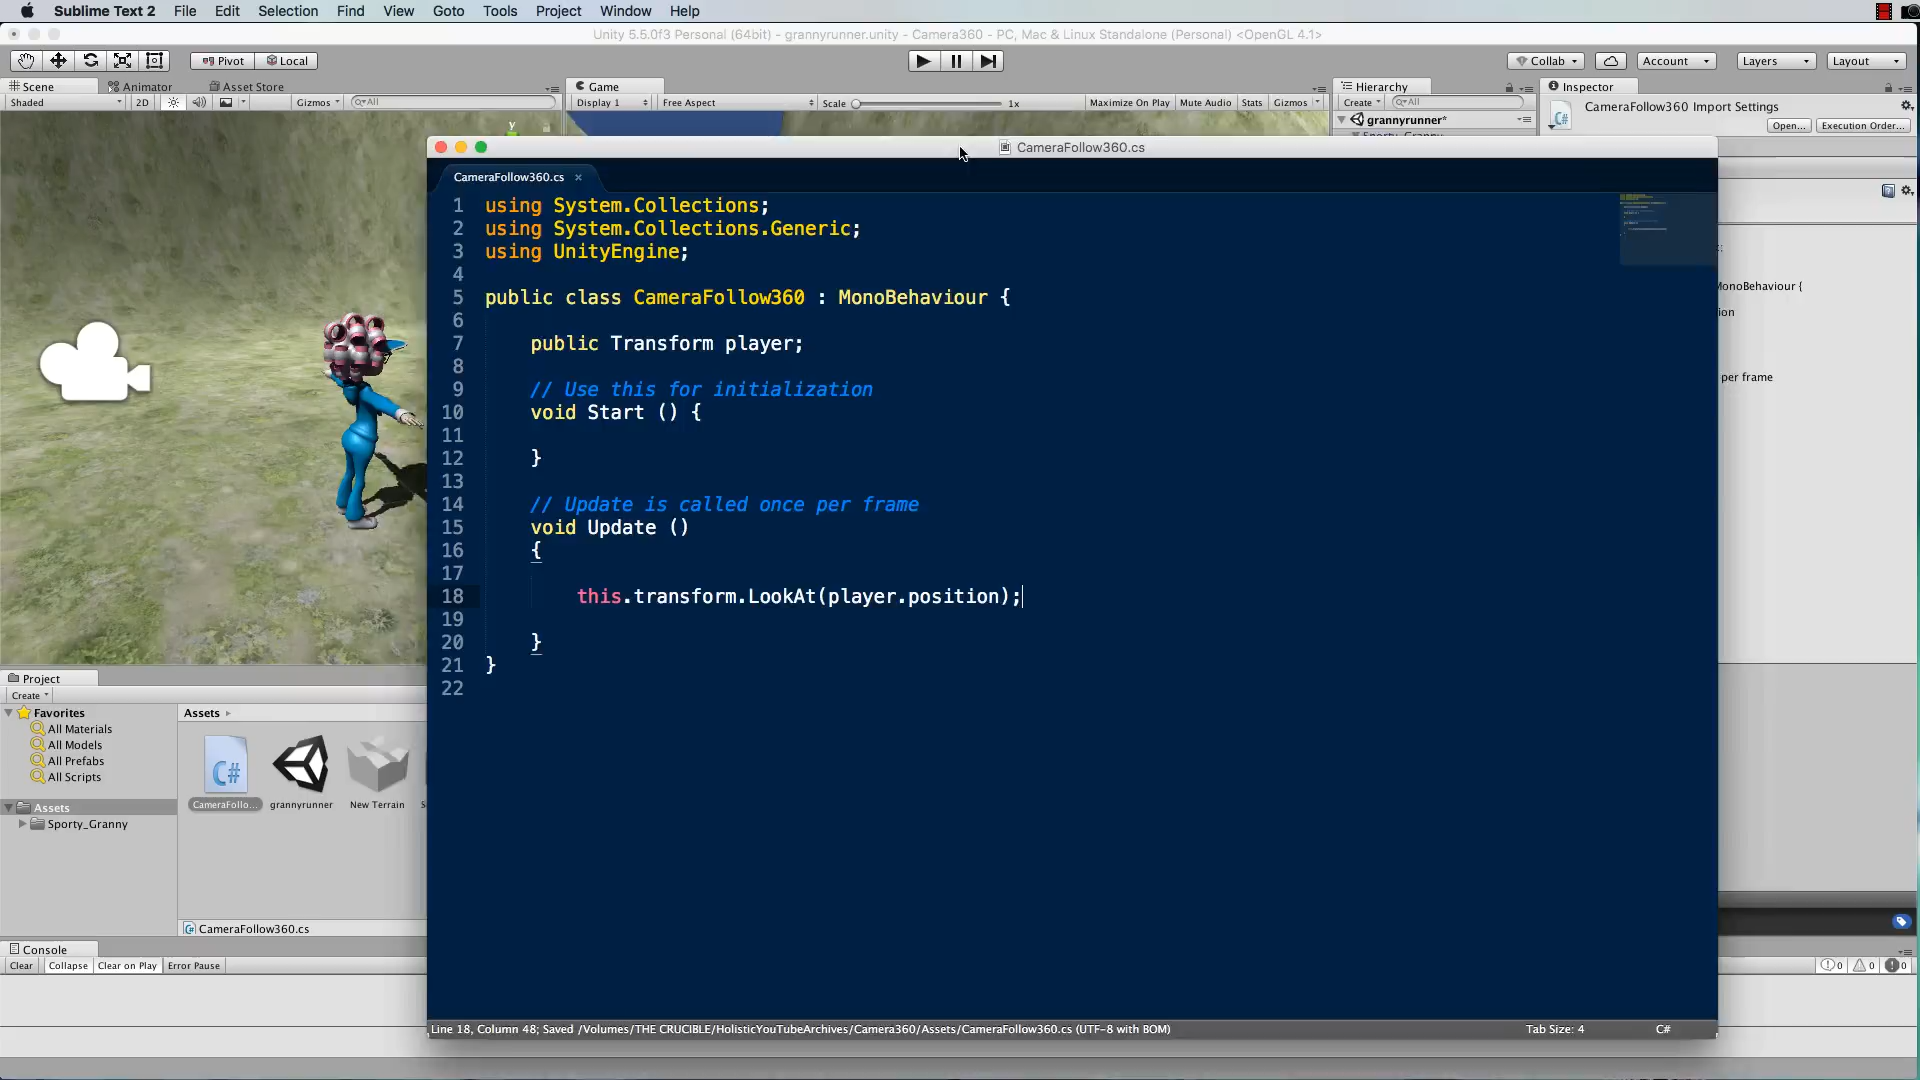 Sublime Text 2 File Edit Selection Find View Goto Tools Project Window Help
Unity 5.5.0f3 Personal (64bit) - grannyrunner.unity - Camera360 - PC, Mac & Linux Standalone (Personal) <OpenGL 4.1>
Pivot Local Collab Account Layers Layout
Scene Animator Asset Store Game Hierarchy Inspector
Shaded 2D Gizmos All Display 1 Free Aspect Scale 1x Maximize On Play Mute Audio Stats Gizmos Create All
CameraFollow360 Import Settings
grannyrunner*
Open... Execution Order...
y
CameraFollow360.cs
CameraFollow360.cs ×
1 using System.Collections;
2 using System.Collections.Generic;
3 using UnityEngine;
4
5 public class CameraFollow360 : MonoBehaviour {
6
7 public Transform player;
8
9 // Use this for initialization
10 void Start () {
11
12 }
13
14 // Update is called once per frame
15 void Update ()
16 {
17
18 this.transform.LookAt(player.position);
19
20 }
21 }
22
MonoBehaviour {
ion
per frame
Project
Create
Favorites
All Materials
All Models
All Prefabs
All Scripts
Assets
Sporty_Granny
Assets
C#
CameraFollo... grannyrunner New Terrain
CameraFollow360.cs
Console
Clear Collapse Clear on Play Error Pause 0 0 0
Line 18, Column 48; Saved /Volumes/THE CRUCIBLE/HolisticYouTubeArchives/Camera360/Assets/CameraFollow360.cs (UTF-8 with BOM) Tab Size: 4 C#